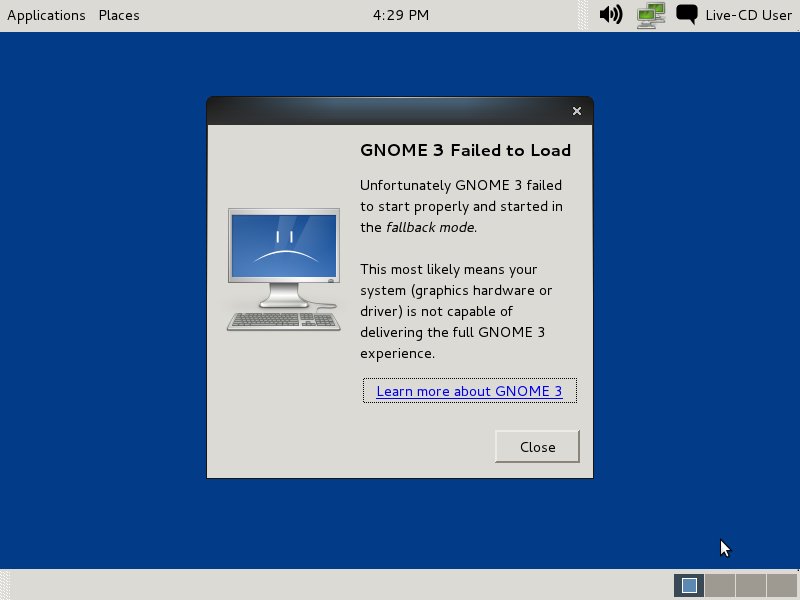 Applications Places 4:29 PM Live-CD User
GNOME 3 Failed to Load
Unfortunately GNOME 3 failed
to start properly and started in
the fallback mode.
This most likely means your
system (graphics hardware or
driver) is not capable of
delivering the full GNOME 3
experience.
Learn more about GNOME 3
Close